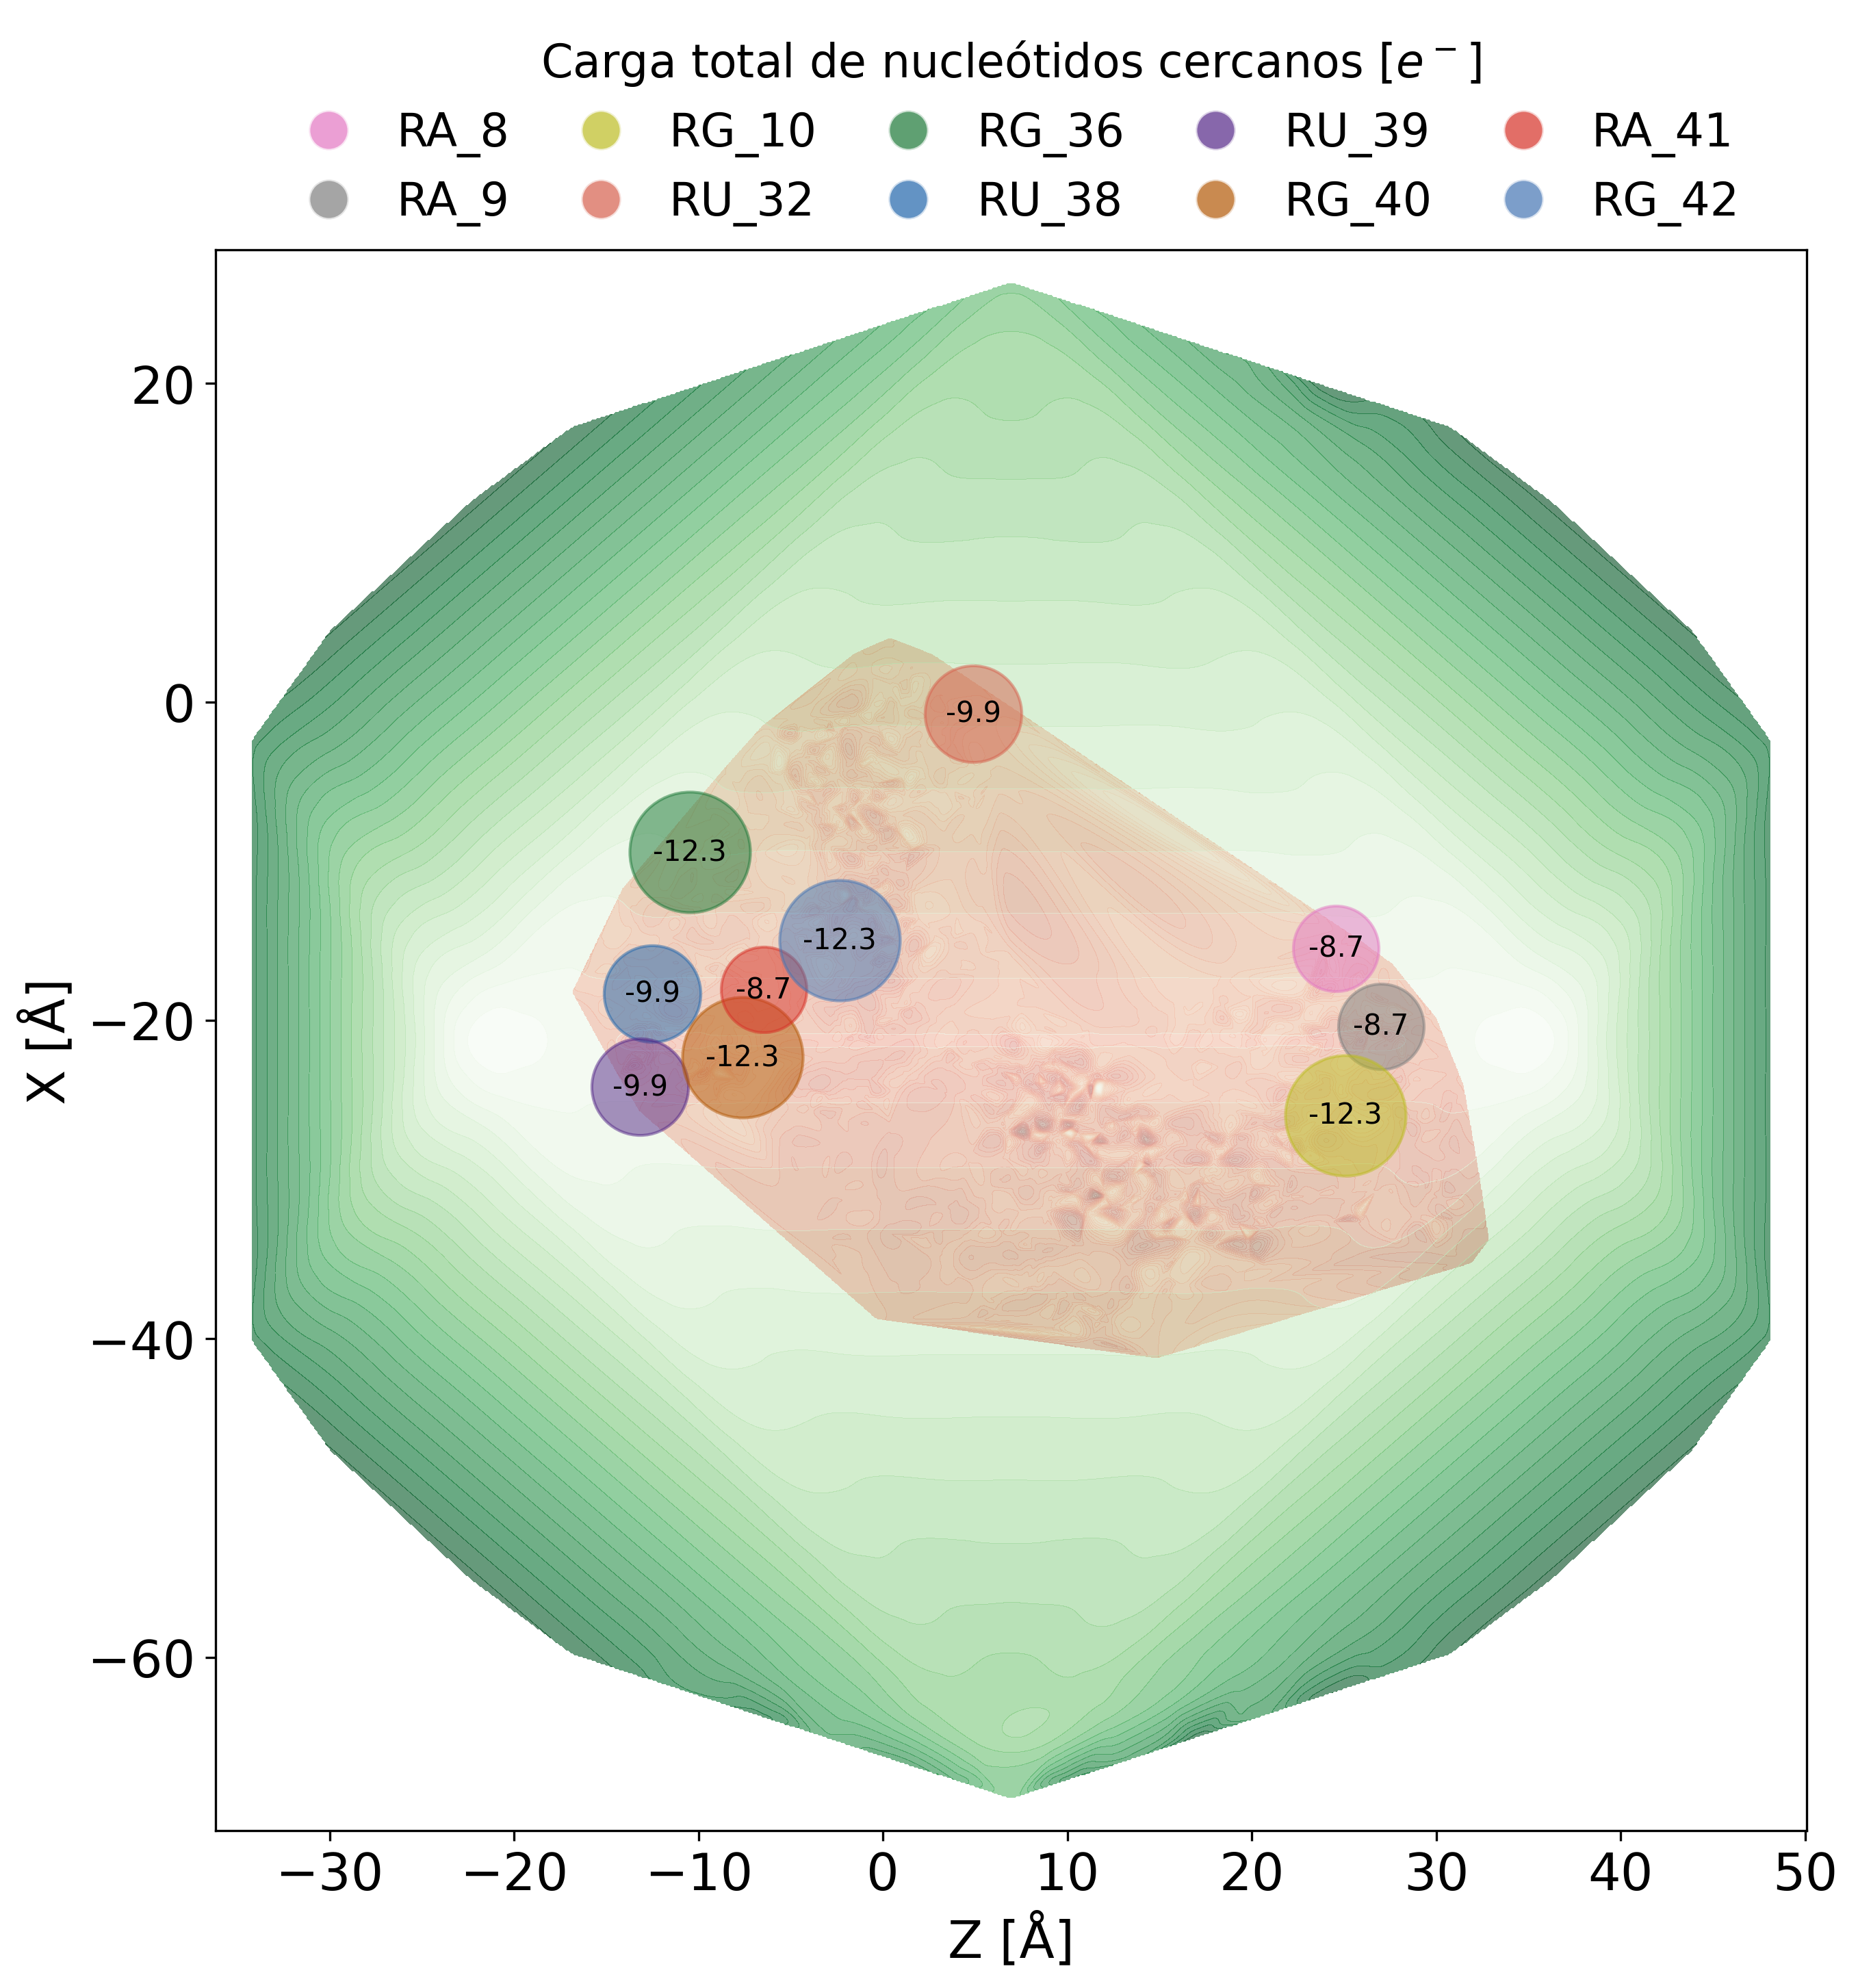 Carga total de nucleótidos cercanos [e⁻]
RA_8 RG_10 RG_36 RU_39 RA_41
RA_9 RU_32 RU_38 RG_40 RG_42
20
0
−20
−40
−60
X [Å]
-9.9
-12.3
-12.3
-8.7
-9.9
-8.7
-8.7
-12.3
-9.9
-12.3
−30 −20 −10 0 10 20 30 40 50
Z [Å]